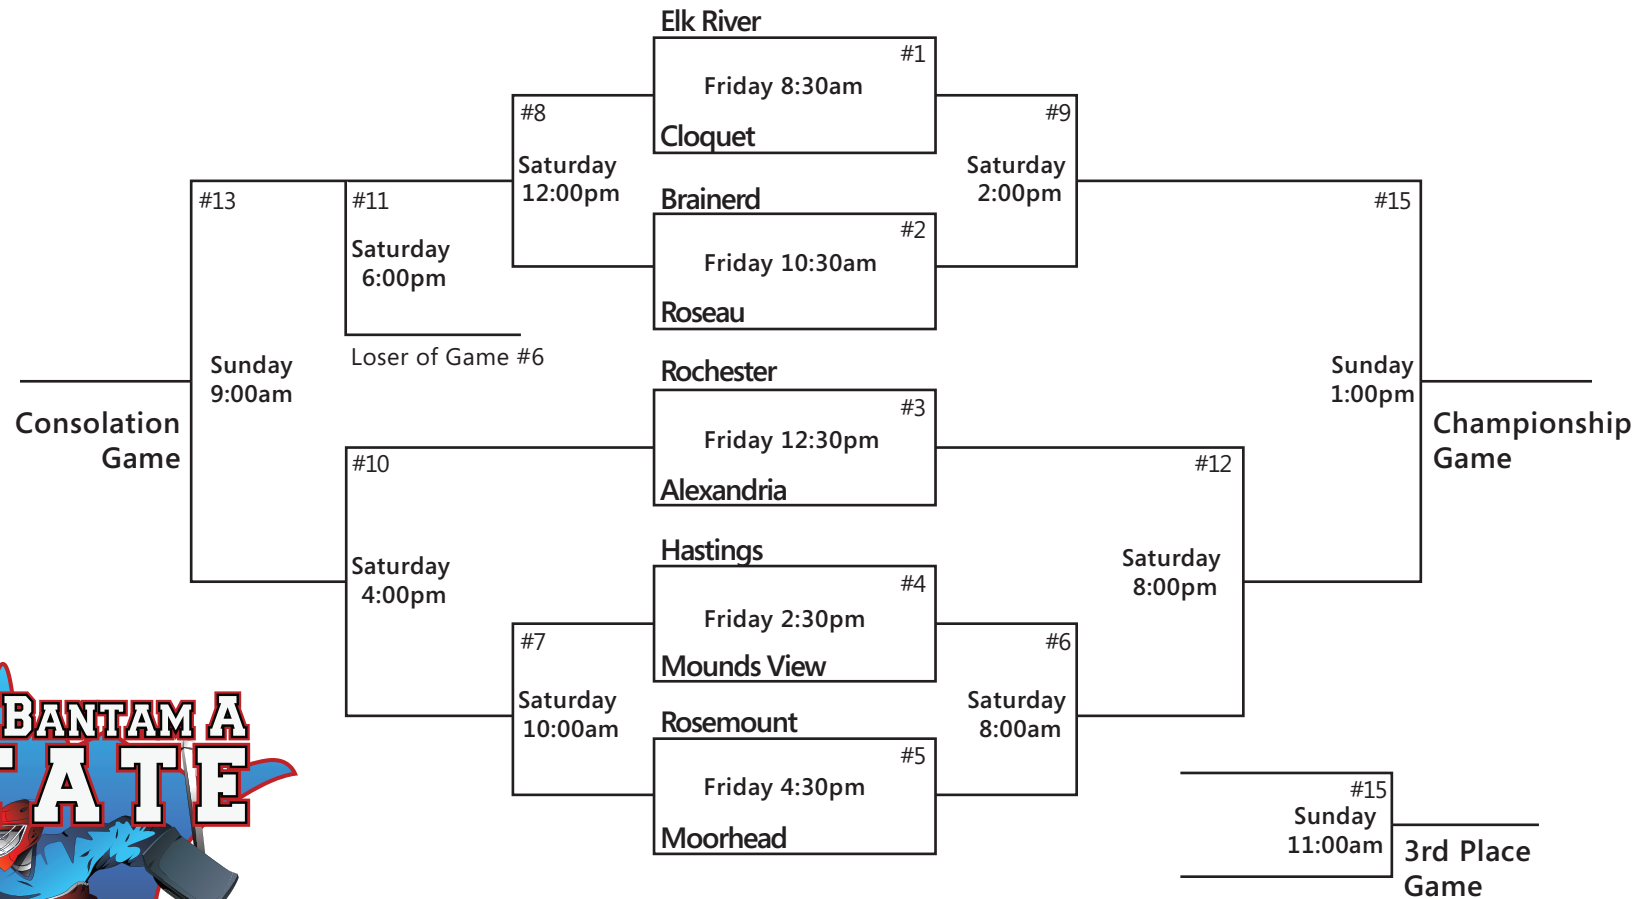 Elk River
#1
Friday 8:30am
Cloquet
#8
Saturday
12:00pm
#9
Saturday
2:00pm
Brainerd
#2
Friday 10:30am
Roseau
#13
Sunday
9:00am
#11
Saturday
6:00pm
Loser of Game #6
#15
Sunday
1:00pm
Consolation
Game
Championship
Game
Rochester
#3
Friday 12:30pm
Alexandria
#10
Saturday
4:00pm
#12
Saturday
8:00pm
Hastings
#4
Friday 2:30pm
Mounds View
#7
Saturday
10:00am
#6
Saturday
8:00am
Rosemount
#5
Friday 4:30pm
Moorhead
#15
Sunday
11:00am
3rd Place
Game
BANTAM A
TATE